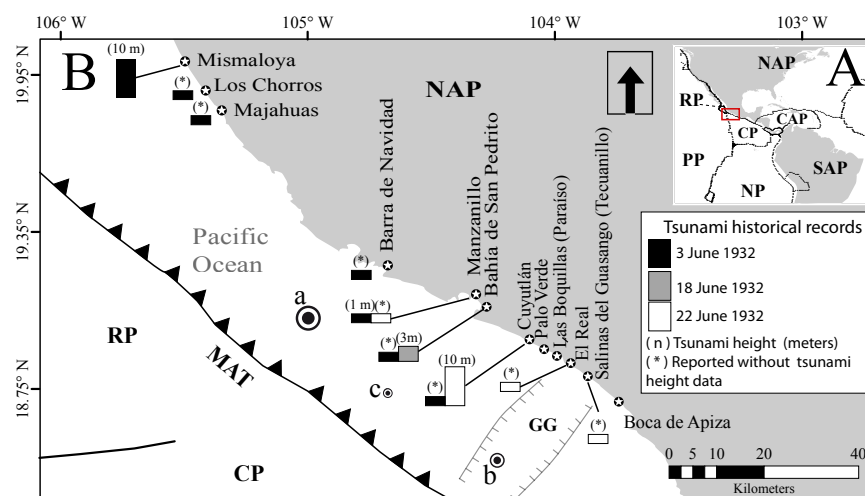 106° W
105° W
104° W
103° W
19.95° N
19.35° N
18.75° N
B
(10 m)
Mismaloya
(*)
Los Chorros
(*)
Majahuas
NAP
A
NAP
RP
CAP
CP
PP
SAP
NP
Pacific
Ocean
Barra de Navidad
(*)
Manzanillo
Bahía de San Pedrito
Cuyutlán
Palo Verde
Las Boquillas (Paraíso)
El Real
Salinas del Guasango (Tecuanillo)
Tsunami historical records
3 June 1932
18 June 1932
22 June 1932
( n ) Tsunami height (meters)
( * ) Reported without tsunami
height data
a
(1 m)(*)
(*)
(3m)
(10 m)
(*)
(*)
(*)
RP
MAT
c
GG
b
Boca de Apiza
CP
0 5 10 20 40
Kilometers